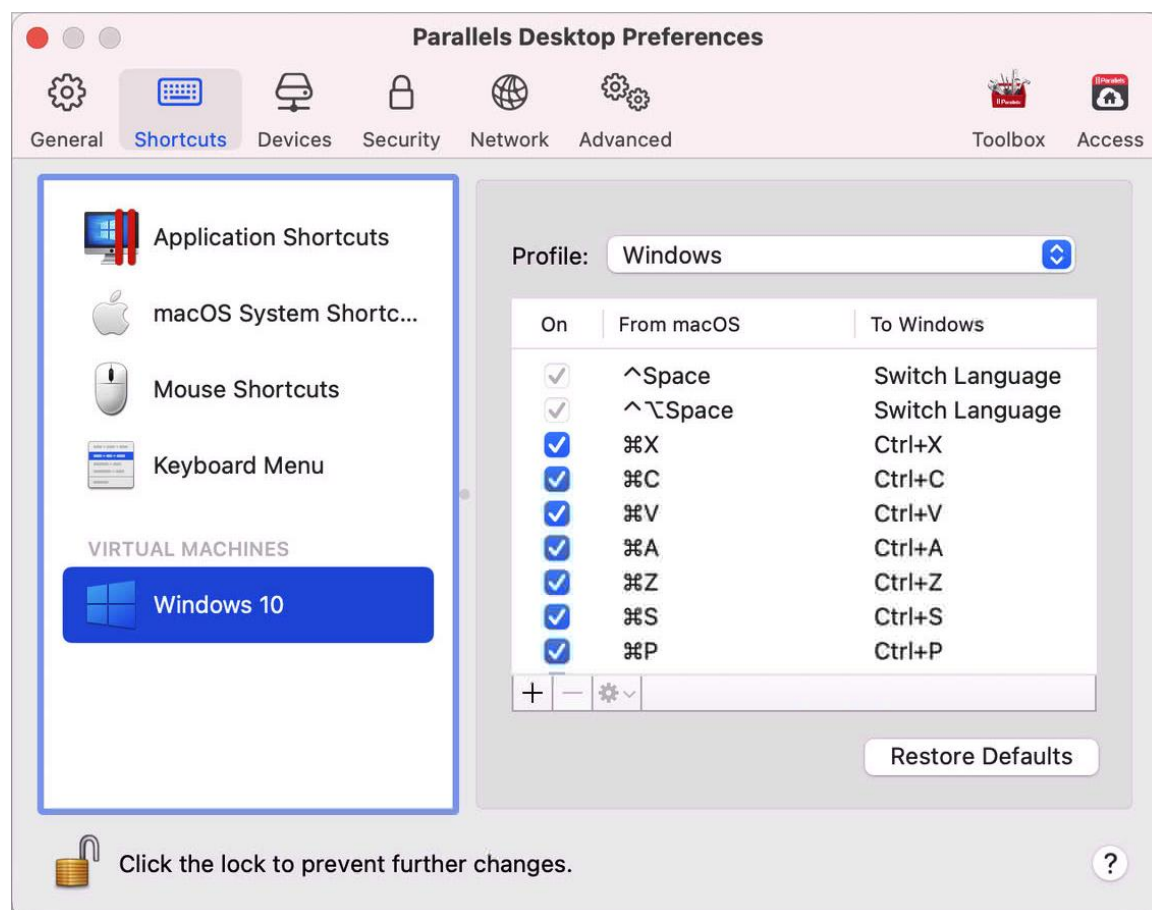 Parallels Desktop Preferences
General Shortcuts Devices Security Network Advanced Toolbox Access
Application Shortcuts
macOS System Shortc...
Mouse Shortcuts
Keyboard Menu
VIRTUAL MACHINES
Windows 10
Profile: Windows
On From macOS To Windows
^Space Switch Language
^⌥Space Switch Language
⌘X Ctrl+X
⌘C Ctrl+C
⌘V Ctrl+V
⌘A Ctrl+A
⌘Z Ctrl+Z
⌘S Ctrl+S
⌘P Ctrl+P
Restore Defaults
Click the lock to prevent further changes.
?